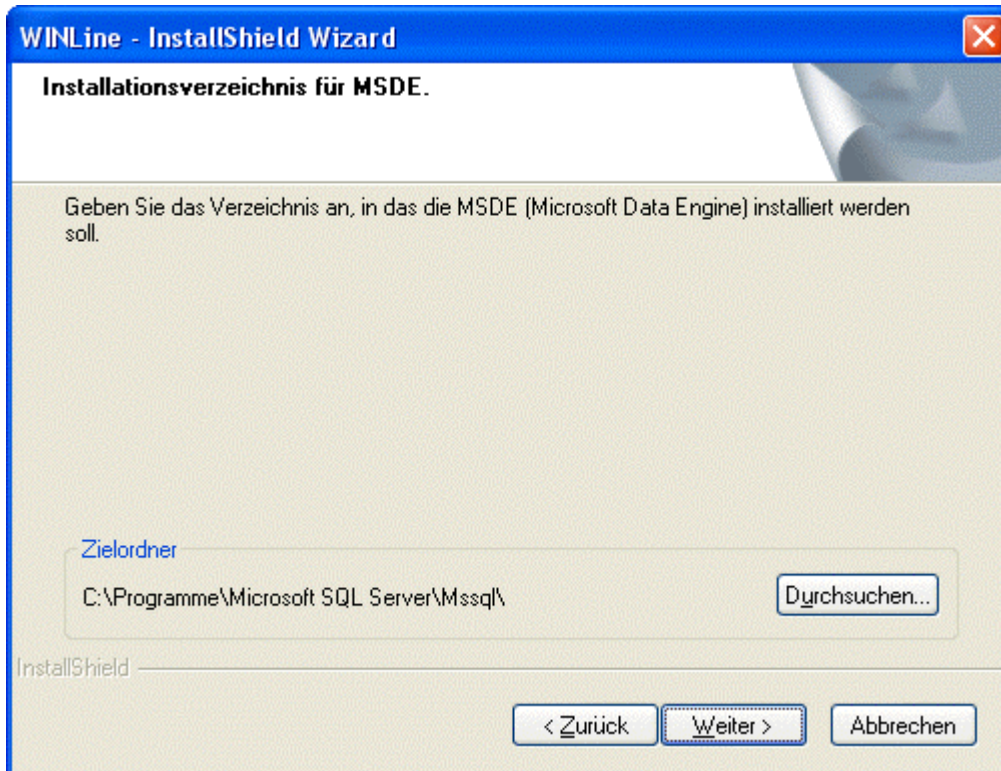 WINLine - InstallShield Wizard
Installationsverzeichnis für MSDE.
Geben Sie das Verzeichnis an, in das die MSDE (Microsoft Data Engine) installiert werden
soll.
Zielordner
C:\Programme\Microsoft SQL Server\Mssql\
Durchsuchen...
InstallShield
< Zurück
Weiter >
Abbrechen